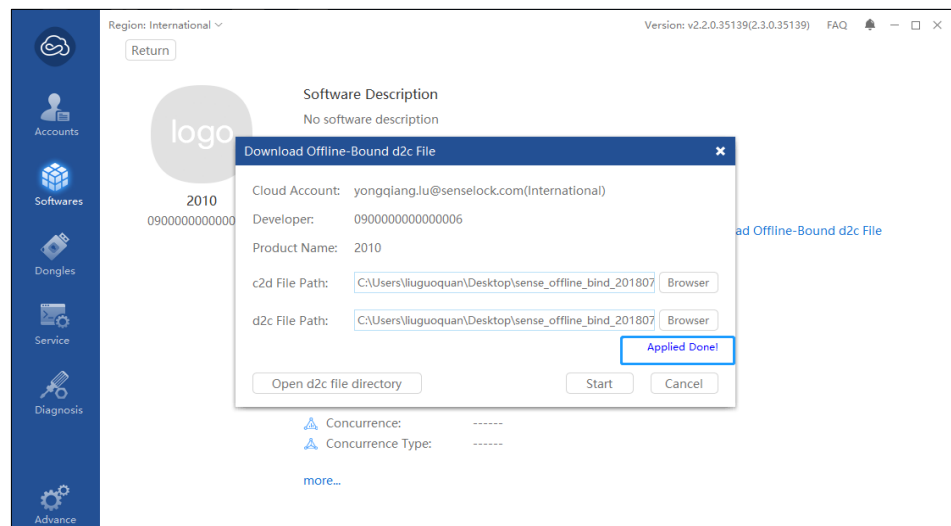 Region: International
Version: v2.2.0.35139(2.3.0.35139) FAQ
Return
Accounts
Softwares
Dongles
Service
Diagnosis
Advance
logo
2010
0900000000000
Software Description
No software description
Download Offline-Bound d2c File
Cloud Account: yongqiang.lu@senselock.com(International)
Developer: 0900000000000006
Product Name: 2010
c2d File Path: C:\Users\liuguoquan\Desktop\sense_offline_bind_201807 Browser
d2c File Path: C:\Users\liuguoquan\Desktop\sense_offline_bind_201807 Browser
Applied Done!
Open d2c file directory Start Cancel
ad Offline-Bound d2c File
Concurrence: ------
Concurrence Type: ------
more...